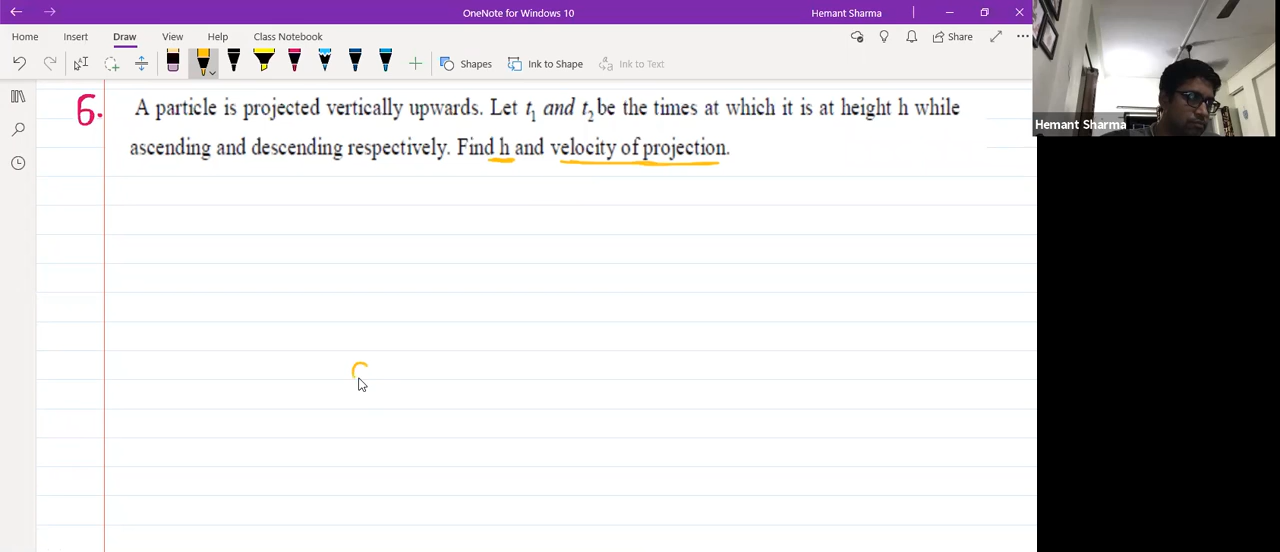 OneNote for Windows 10
Hemant Sharma
Home Insert Draw View Help Class Notebook
Share
Shapes Ink to Shape Ink to Text
6. A particle is projected vertically upwards. Let t₁ and t₂ be the times at which it is at height h while
ascending and descending respectively. Find h and velocity of projection.
Hemant Sharma